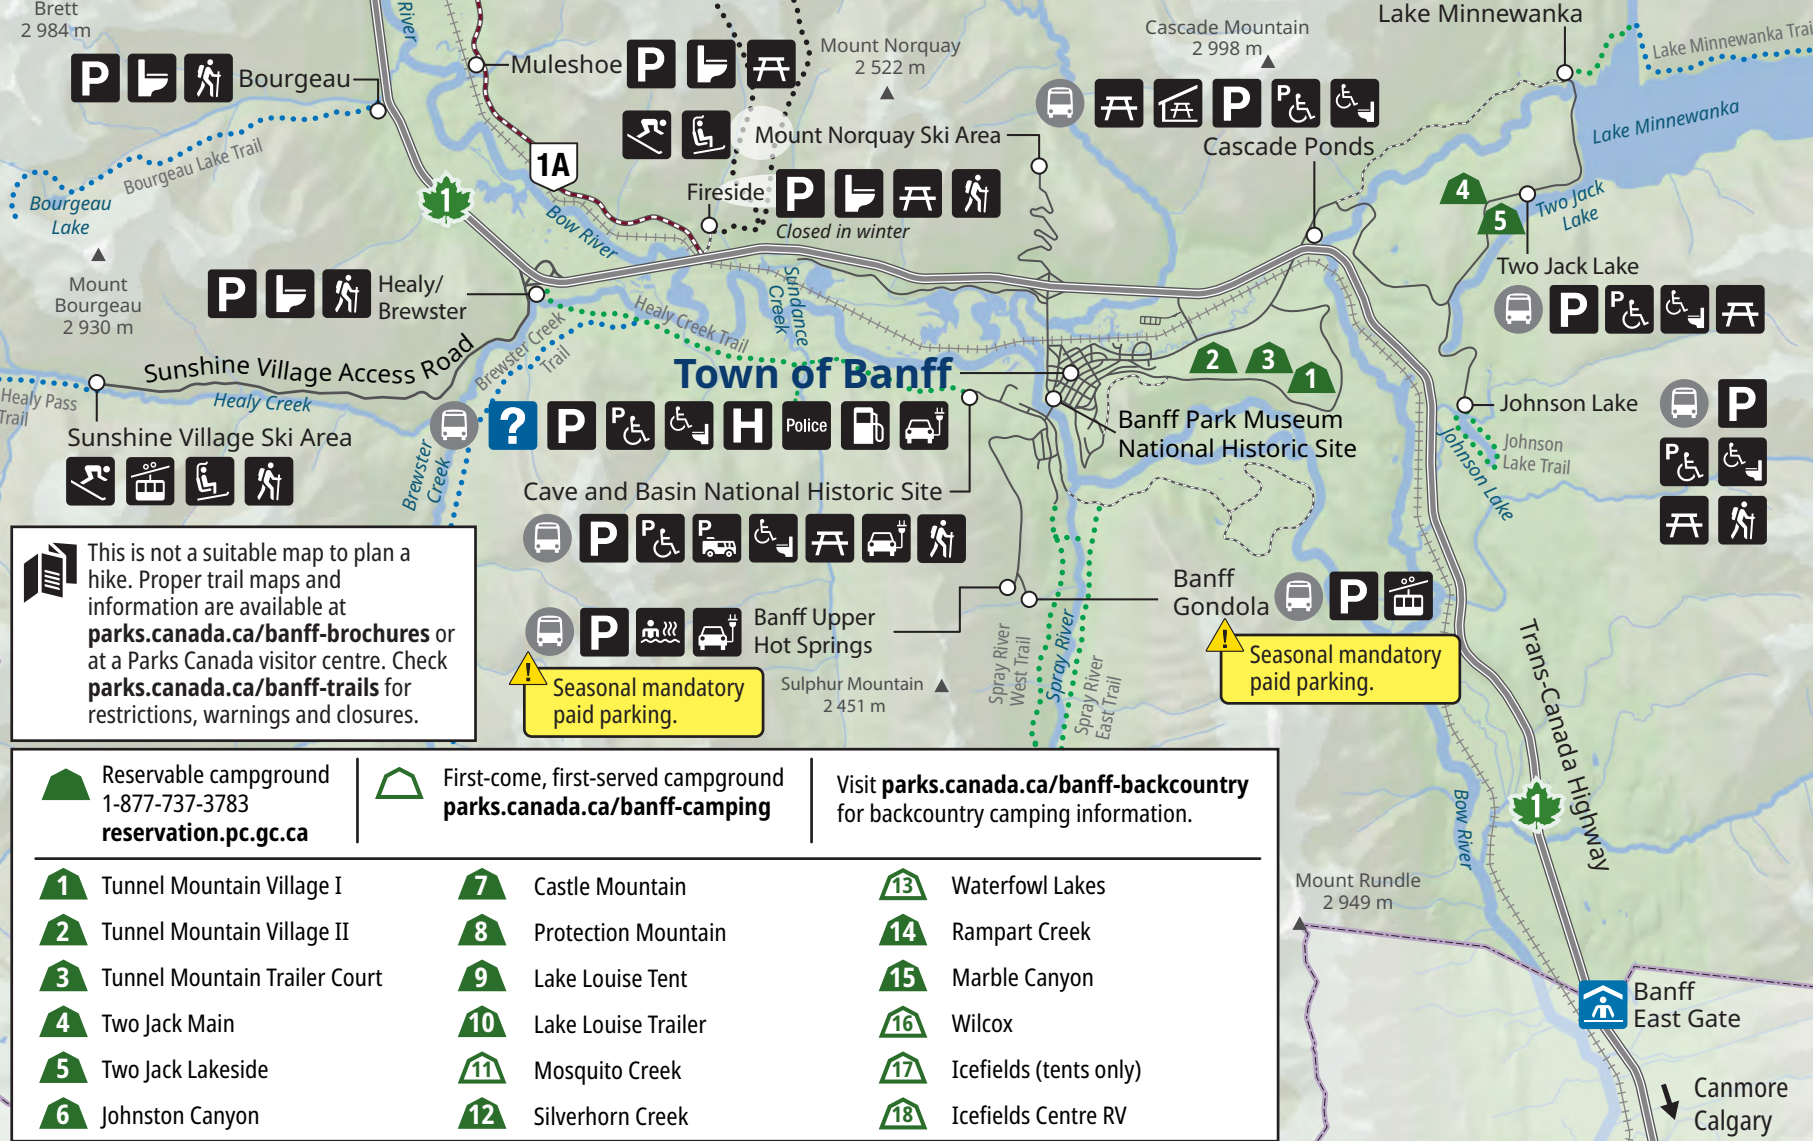 Brett
2 984 m
River
Bourgeau
Muleshoe
Mount Norquay
2 522 m
Cascade Mountain
2 998 m
Lake Minnewanka
Lake Minnewanka Trail
Lake Minnewanka
Bourgeau Lake Trail
Bourgeau
Lake
1
1A
Mount Norquay Ski Area
Cascade Ponds
Fireside
Closed in winter
Bow River
4
5
Two Jack
Lake
Two Jack Lake
Mount
Bourgeau
2 930 m
Healy/
Brewster
Sundance
Creek
Healy Creek Trail
Brewster Creek
Trail
Sunshine Village Access Road
Healy Creek
Healy Pass
Trail
Town of Banff
2
3
1
Police
Banff Park Museum
National Historic Site
Johnson Lake
Johnson
Lake Trail
Johnson Lake
Sunshine Village Ski Area
Brewster
Creek
Cave and Basin National Historic Site
This is not a suitable map to plan a
hike. Proper trail maps and
information are available at
parks.canada.ca/banff-brochures or
at a Parks Canada visitor centre. Check
parks.canada.ca/banff-trails for
restrictions, warnings and closures.
Banff Upper
Hot Springs
Seasonal mandatory
paid parking.
Sulphur Mountain
2 451 m
Spray River
West Trail
Spray River
Spray River
East Trail
Banff
Gondola
Seasonal mandatory
paid parking.
Trans-Canada Highway
1
Bow River
Mount Rundle
2 949 m
Banff
East Gate
Canmore
Calgary
Reservable campground
1-877-737-3783
reservation.pc.gc.ca
First-come, first-served campground
parks.canada.ca/banff-camping
Visit parks.canada.ca/banff-backcountry
for backcountry camping information.
1 Tunnel Mountain Village I
2 Tunnel Mountain Village II
3 Tunnel Mountain Trailer Court
4 Two Jack Main
5 Two Jack Lakeside
6 Johnston Canyon
7 Castle Mountain
8 Protection Mountain
9 Lake Louise Tent
10 Lake Louise Trailer
11 Mosquito Creek
12 Silverhorn Creek
13 Waterfowl Lakes
14 Rampart Creek
15 Marble Canyon
16 Wilcox
17 Icefields (tents only)
18 Icefields Centre RV